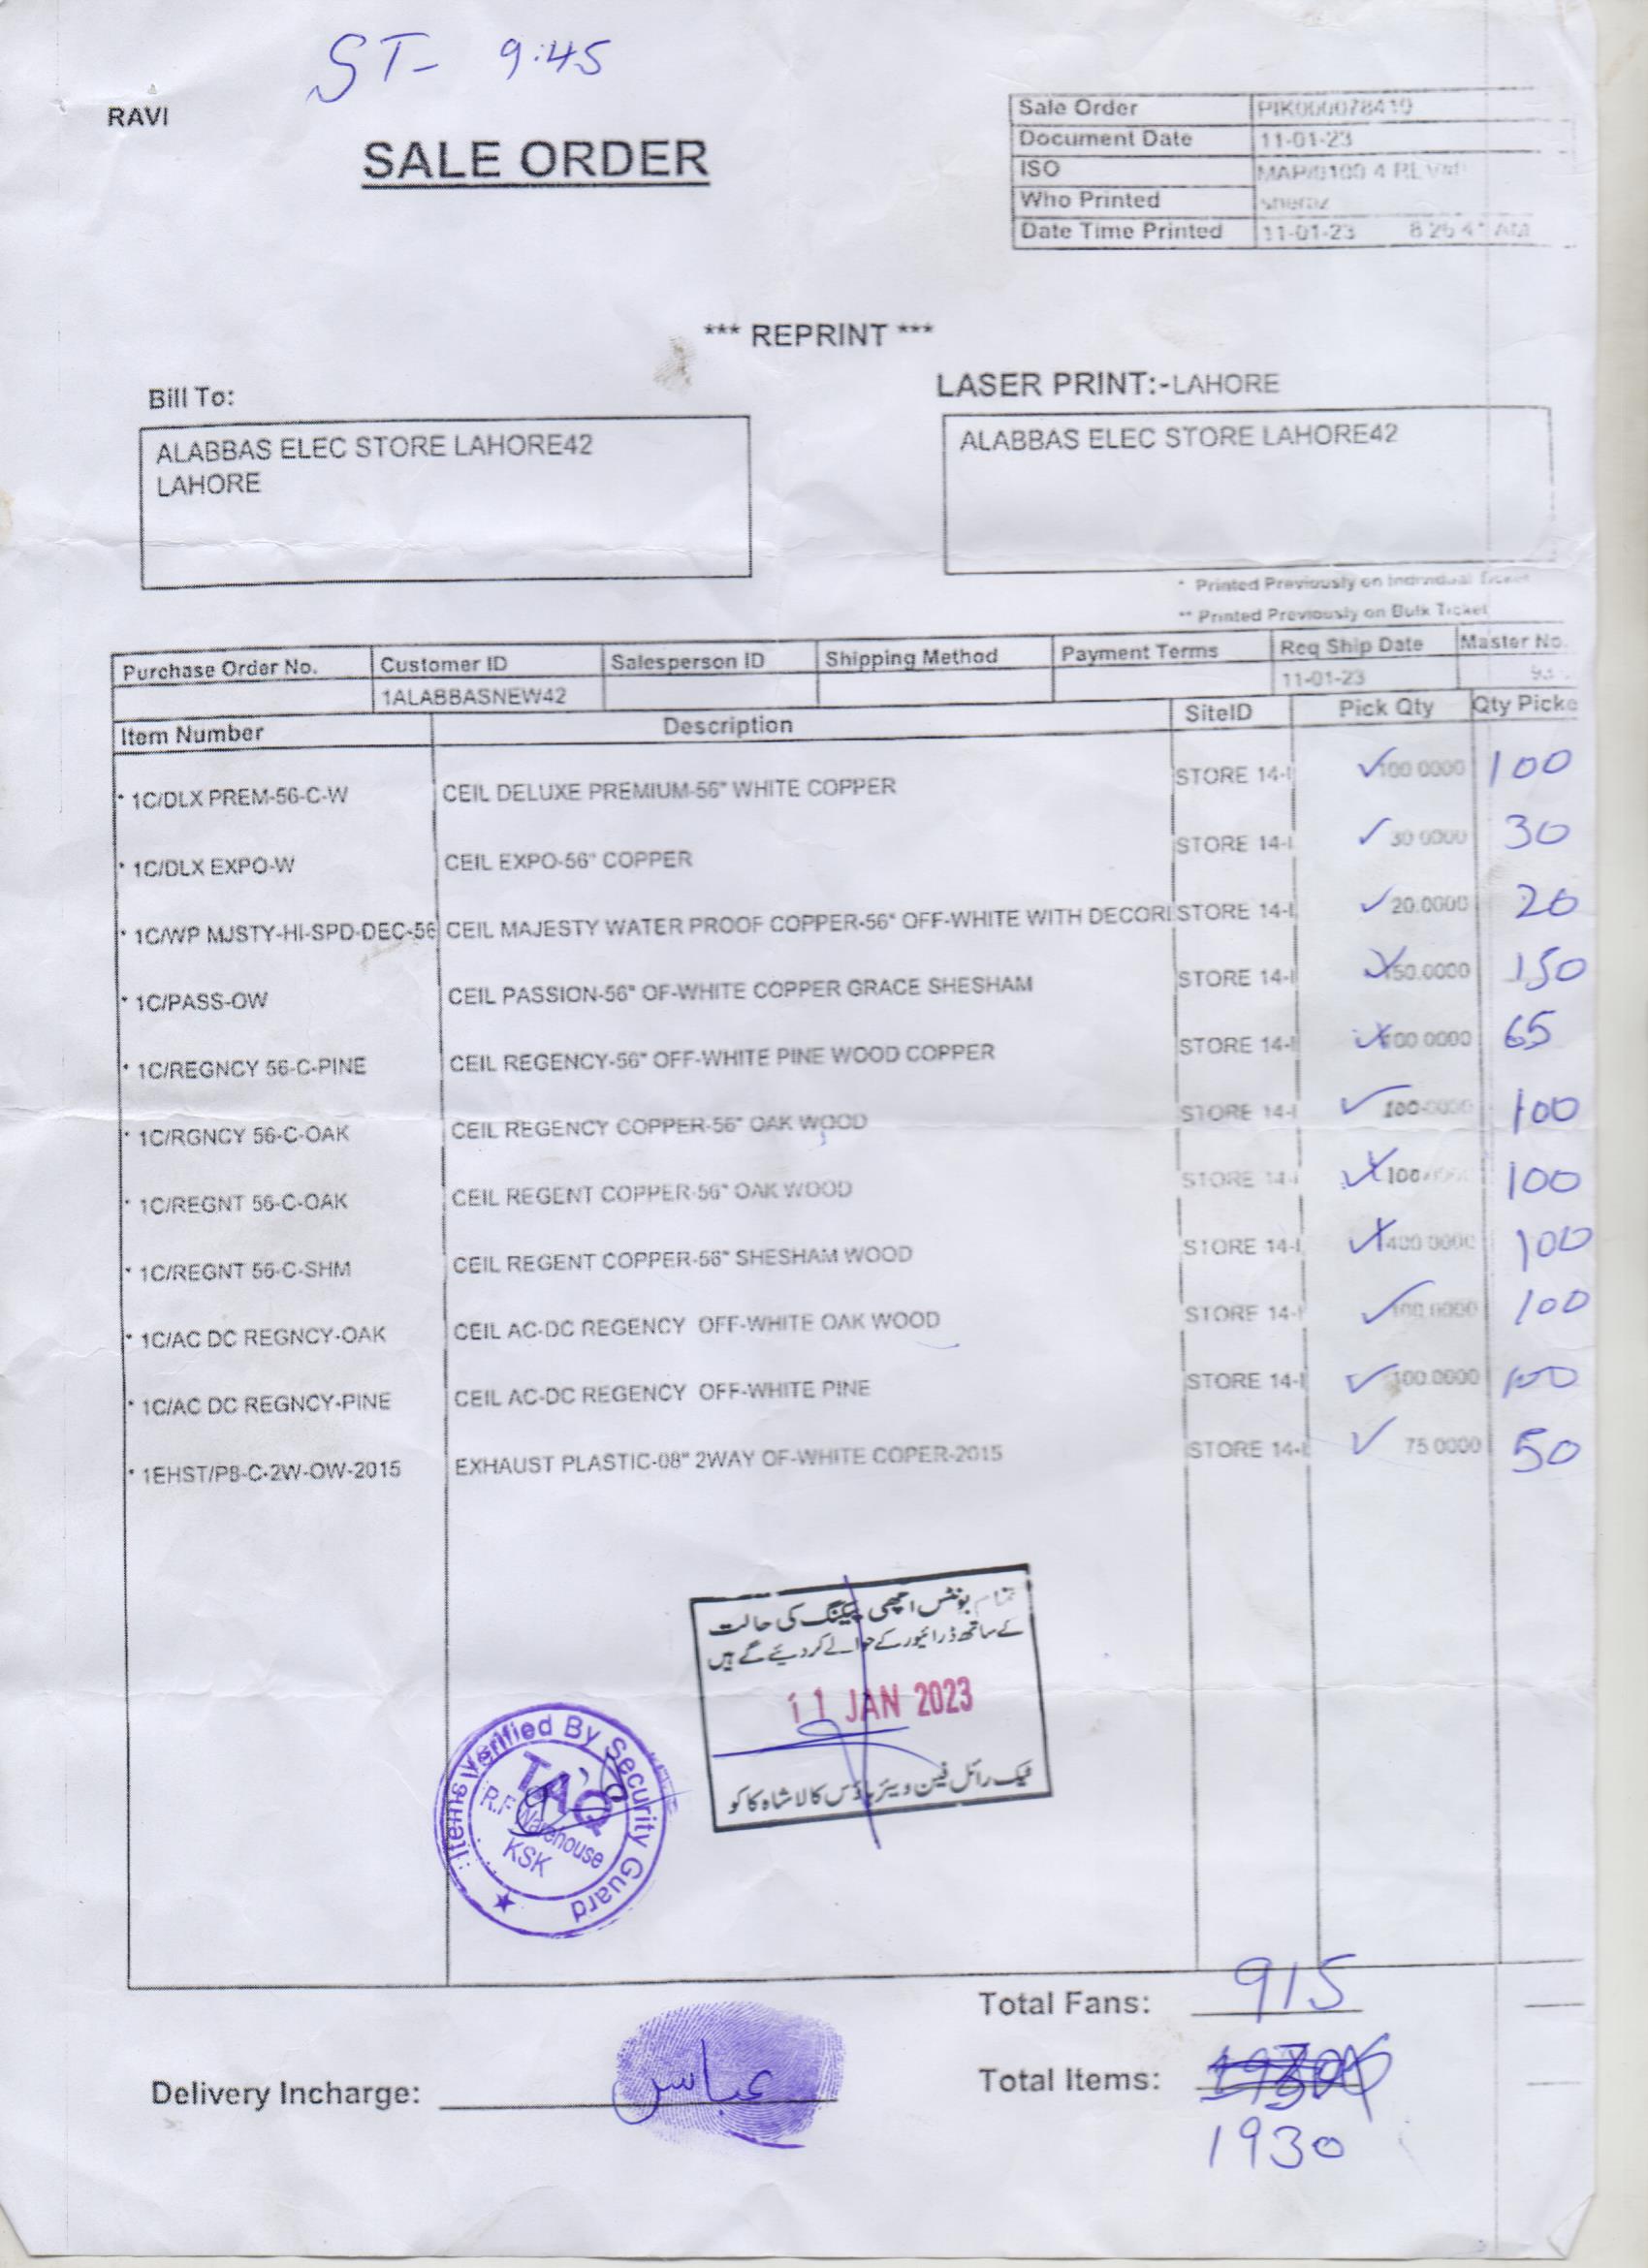 ST- 9:45
RAVI
SALE ORDER
Sale Order PIK000078419
Document Date 11-01-23
ISO
Who Printed sheraz
Date Time Printed 11-01-23 8:26:41 AM
*** REPRINT ***
Bill To:
LASER PRINT:-LAHORE
ALABBAS ELEC STORE LAHORE42
LAHORE
ALABBAS ELEC STORE LAHORE42
* Printed Previously on Individual Ticket
** Printed Previously on Bulk Ticket
Purchase Order No. Customer ID Salesperson ID Shipping Method Payment Terms Req Ship Date Master No.
1ALABBASNEW42 11-01-23
Item Number Description SiteID Pick Qty Qty Picke
* 1C/DLX PREM-56-C-W CEIL DELUXE PREMIUM-56" WHITE COPPER STORE 14-I ✓ 100.0000 100
* 1C/DLX EXPO-W CEIL EXPO-56" COPPER STORE 14-I ✓ 30.0000 30
* 1C/WP MJSTY-HI-SPD-DEC-56 CEIL MAJESTY WATER PROOF COPPER-56" OFF-WHITE WITH DECORI STORE 14-I ✓ 20.0000 20
* 1C/PASS-OW CEIL PASSION-56" OF-WHITE COPPER GRACE SHESHAM STORE 14-I 150.0000 150
* 1C/REGNCY 56-C-PINE CEIL REGENCY-56" OFF-WHITE PINE WOOD COPPER STORE 14-I 65
* 1C/RGNCY 56-C-OAK CEIL REGENCY COPPER-56" OAK WOOD STORE 14-I ✓ 100.0000 100
* 1C/REGNT 56-C-OAK CEIL REGENT COPPER-56" OAK WOOD STORE 14-I 100.0000 100
* 1C/REGNT 56-C-SHM CEIL REGENT COPPER-56" SHESHAM WOOD STORE 14-I 400.0000 100
* 1C/AC DC REGNCY-OAK CEIL AC-DC REGENCY OFF-WHITE OAK WOOD STORE 14-I ✓ 100.0000 100
* 1C/AC DC REGNCY-PINE CEIL AC-DC REGENCY OFF-WHITE PINE STORE 14-I ✓ 100.0000 100
* 1EHST/P8-C-2W-OW-2015 EXHAUST PLASTIC-08" 2WAY OF-WHITE COPER-2015 STORE 14-I ✓ 75.0000 50
تمام یونٹس اچھی پیکنگ کی حالت
کے ساتھ ڈرائیور کے حوالے کر دیئے گے ہیں
11 JAN 2023
فیک رائل فین ویئر ہاؤس کالا شاہ کاکو
Items Verified By Security Guard
TAQ
R.F Warehouse
KSK
Total Fans: 915
Delivery Incharge: عباس
Total Items:
1930